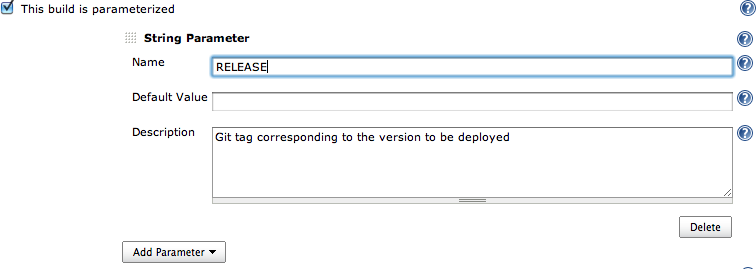 This build is parameterized
String Parameter
Name RELEASE
Default Value
Description Git tag corresponding to the version to be deployed
Delete
Add Parameter